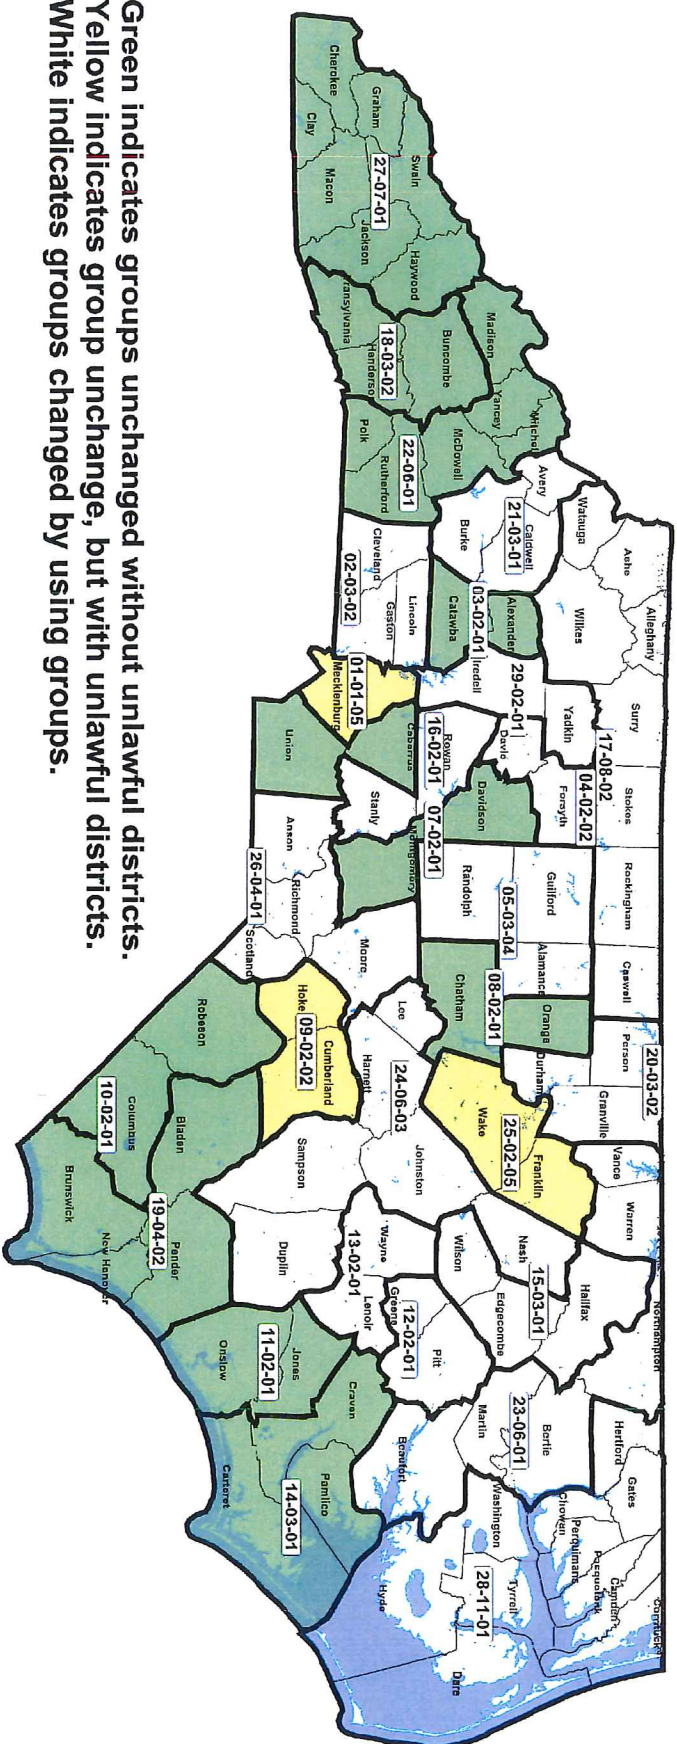 Cherokee
Graham
Clay
Swain
27-07-01
Macon
Jackson
Haywood
Transylvania
18-03-02
Henderso
Buncombe
Madison
Yancey
Mitchel
McDowell
Polk
22-06-01
Rutherford
Avery
Watauga
Ashe
Alleghany
Caldwell
21-03-01
Burke
Wilkes
Cleveland
02-03-02
Gaston
Lincoln
Catawba
03-02-01
Alexander
Iredell
29-02-01
Mecklenburg
01-01-05
Union
Cabarrus
Rowan
16-02-01
Davie
Yadkin
Surry
17-08-02
Stokes
04-02-02
Forsyth
Davidson
07-02-01
Stanly
Montgomery
Anson
26-04-01
Richmond
Scotland
Randolph
Guilford
Rockingham
05-03-04
Alamance
Caswell
Moore
Chatham
08-02-01
Orange
Lee
Durham
Person
20-03-02
Granville
Vance
Warren
Hoke
09-02-02
Cumberland
Harnett
24-06-03
Johnston
Wake
25-02-05
Franklin
Robeson
10-02-01
Columbus
Bladen
Brunswick
New Hanover
19-04-02
Pender
Sampson
Duplin
Wayne
13-02-01
Lenoir
Wilson
Nash
15-03-01
Edgecombe
Halifax
Northampton
Greene
12-02-01
Pitt
Onslow
11-02-01
Jones
Craven
Carteret
14-03-01
Pamlico
Beaufort
Martin
23-06-01
Bertie
Hertford
Gates
Washington
Chowan
Perquimans
Pasquotank
Camden
Currituck
Tyrrell
28-11-01
Hyde
Dare
Green indicates groups unchanged without unlawful districts.
Yellow indicates group unchange, but with unlawful districts.
White indicates groups changed by using groups.